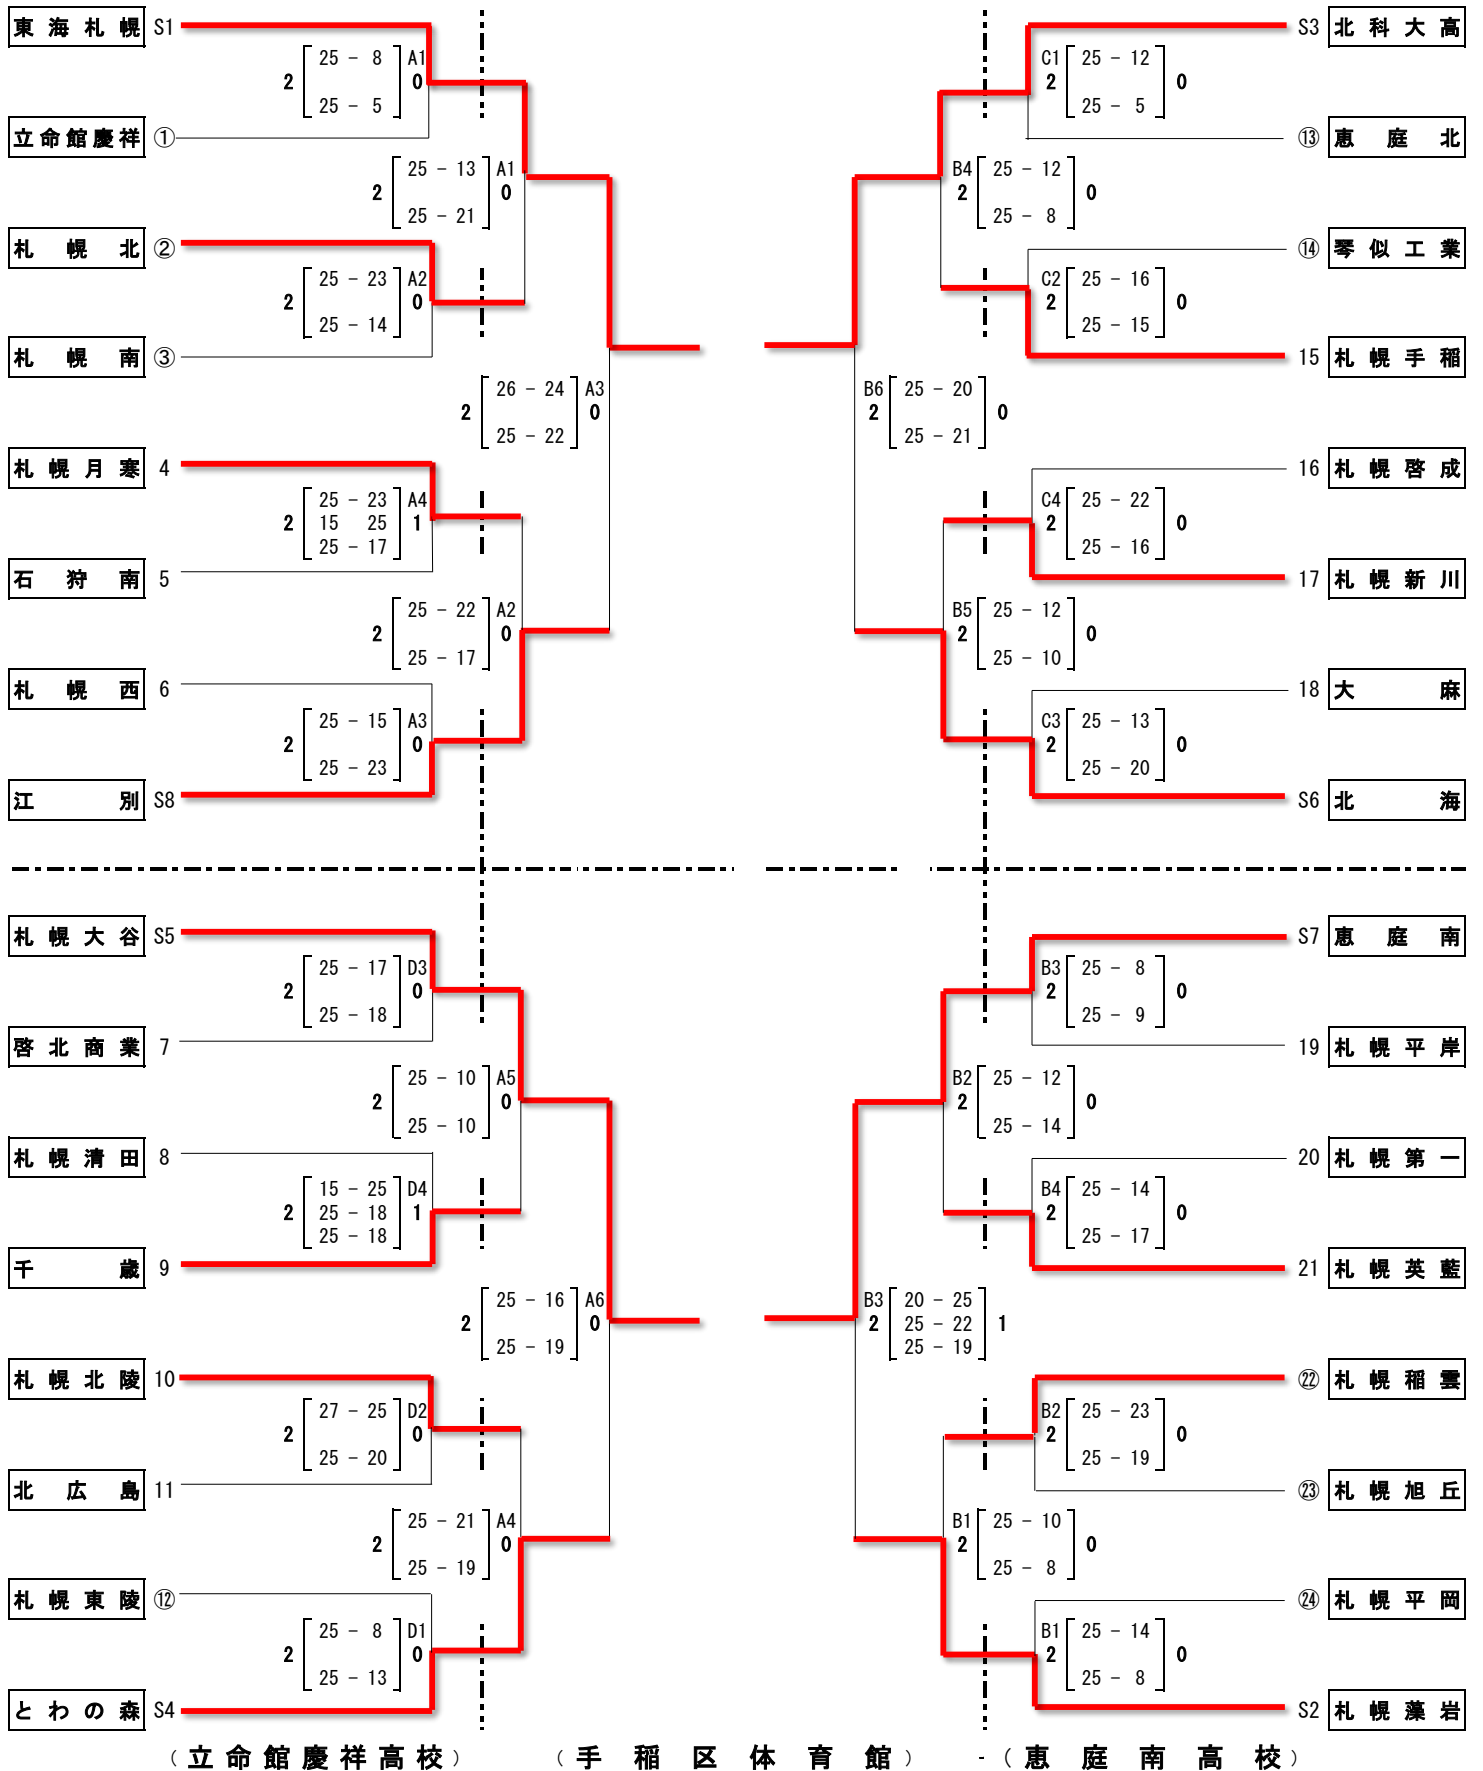 東海札幌 S1
25 - 8 A1
2 0
25 - 5
立命館慶祥 ①
25 - 13 A1
2 0
25 - 21
札幌北 ②
25 - 23 A2
2 0
25 - 14
札幌南 ③
26 - 24 A3
2 0
25 - 22
札幌月寒 4
25 - 23 A4
2 15 25 1
25 - 17
石狩南 5
25 - 22 A2
2 0
25 - 17
札幌西 6
25 - 15 A3
2 0
25 - 23
江別 S8
札幌大谷 S5
25 - 17 D3
2 0
25 - 18
啓北商業 7
25 - 10 A5
2 0
25 - 10
札幌清田 8
15 - 25 D4
2 25 - 18 1
25 - 18
千歳 9
25 - 16 A6
2 0
25 - 19
札幌北陵 10
27 - 25 D2
2 0
25 - 20
北広島 11
25 - 21 A4
2 0
25 - 19
札幌東陵 ⑫
25 - 8 D1
2 0
25 - 13
とわの森 S4
S3 北科大高
C1 25 - 12
2 0
25 - 5
⑬ 恵庭北
B4 25 - 12
2 0
25 - 8
⑭ 琴似工業
C2 25 - 16
2 0
25 - 15
15 札幌手稲
B6 25 - 20
2 0
25 - 21
16 札幌啓成
C4 25 - 22
2 0
25 - 16
17 札幌新川
B5 25 - 12
2 0
25 - 10
18 大麻
C3 25 - 13
2 0
25 - 20
S6 北海
S7 恵庭南
B3 25 - 8
2 0
25 - 9
19 札幌平岸
B2 25 - 12
2 0
25 - 14
20 札幌第一
B4 25 - 14
2 0
25 - 17
21 札幌英藍
B3 20 - 25
2 25 - 22 1
25 - 19
㉒ 札幌稲雲
B2 25 - 23
2 0
25 - 19
㉓ 札幌旭丘
B1 25 - 10
2 0
25 - 8
㉔ 札幌平岡
B1 25 - 14
2 0
25 - 8
S2 札幌藻岩
(立命館慶祥高校) (手稲区体育館) -(恵庭南高校)